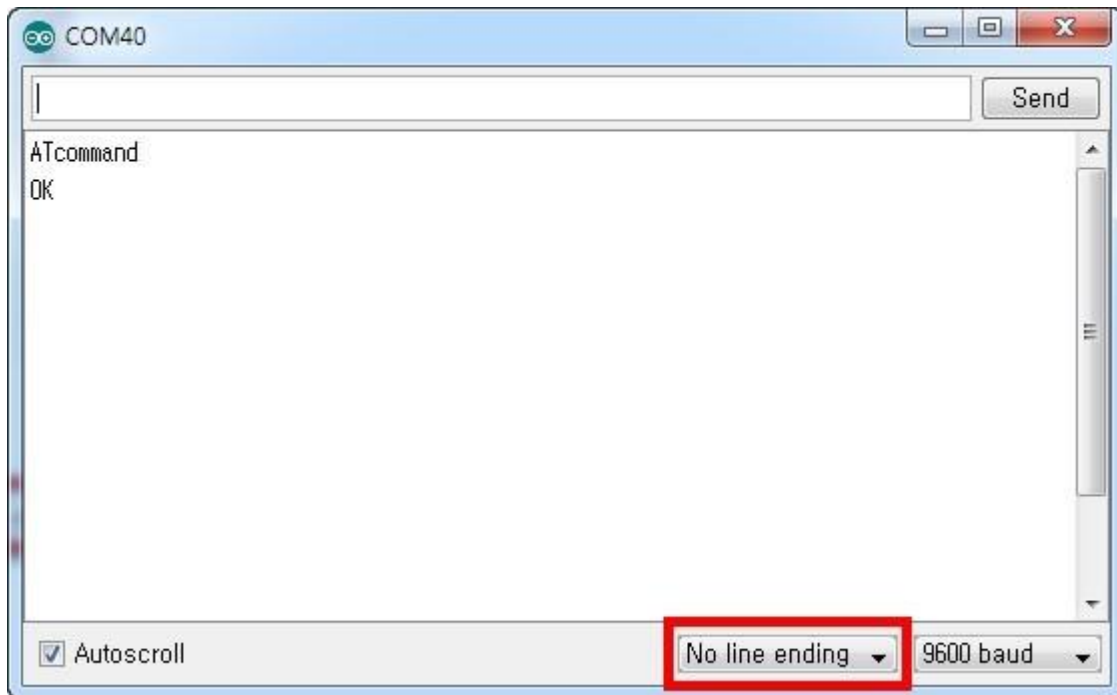 COM40
Send
ATcommand
OK
Autoscroll
No line ending
9600 baud